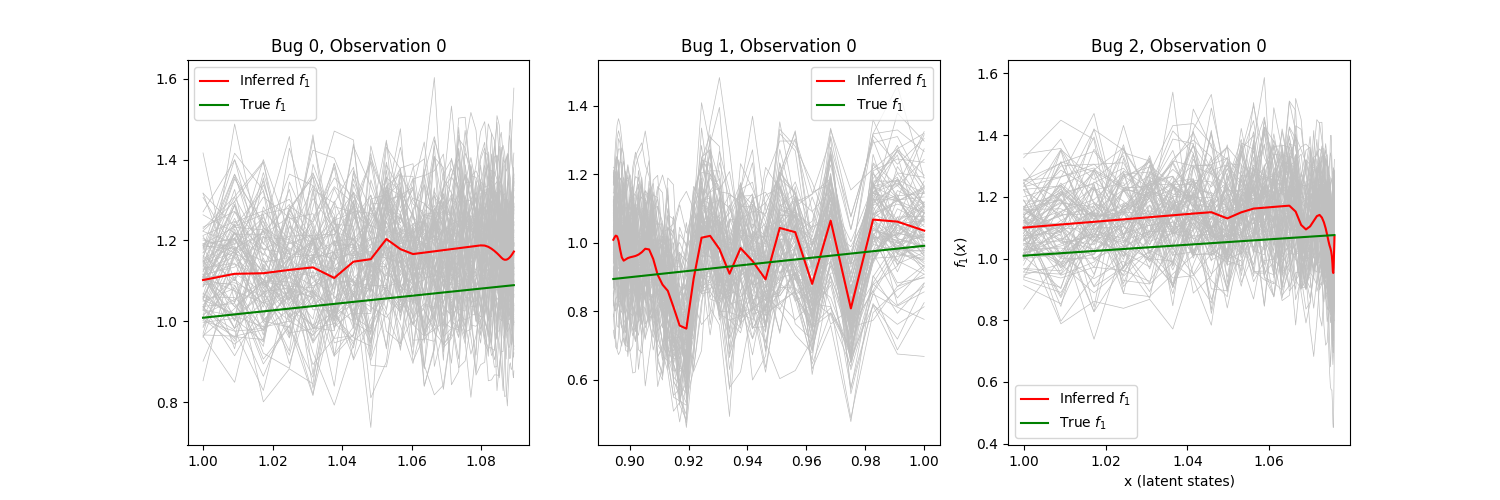 Bug 0, Observation 0
Inferred f₁
True f₁
1.6
1.4
1.2
1.0
0.8
1.00 1.02 1.04 1.06 1.08
Bug 1, Observation 0
Inferred f₁
True f₁
1.4
1.2
1.0
0.8
0.6
0.90 0.92 0.94 0.96 0.98 1.00
Bug 2, Observation 0
f₁(x)
1.6
1.4
1.2
1.0
0.8
0.6
0.4
Inferred f₁
True f₁
1.00 1.02 1.04 1.06
x (latent states)